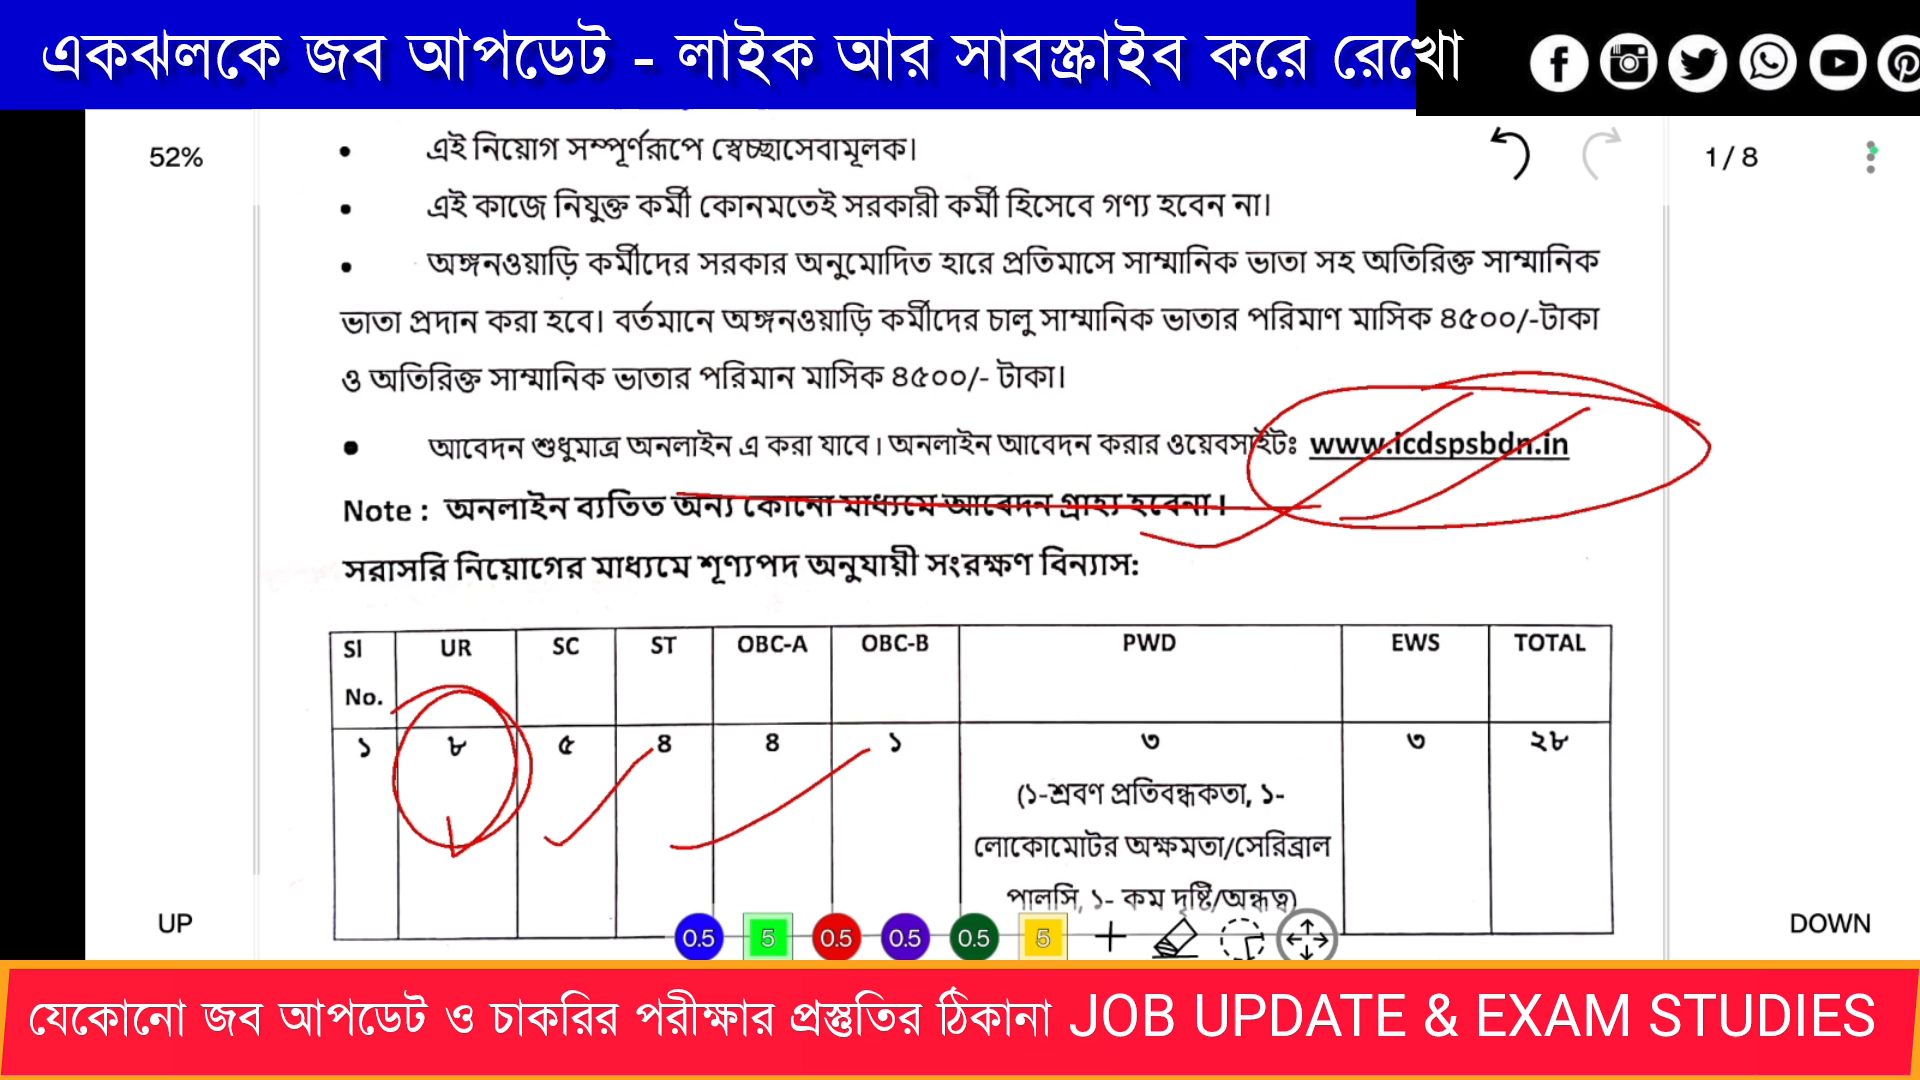 একঝলকে জব আপডেট - লাইক আর সাবস্ক্রাইব করে রেখো
52%
1 / 8
• এই নিয়োগ সম্পূর্ণরূপে স্বেচ্ছাসেবামূলক।
• এই কাজে নিযুক্ত কর্মী কোনমতেই সরকারী কর্মী হিসেবে গণ্য হবেন না।
• অঙ্গনওয়াড়ি কর্মীদের সরকার অনুমোদিত হারে প্রতিমাসে সাম্মানিক ভাতা সহ অতিরিক্ত সাম্মানিক
ভাতা প্রদান করা হবে। বর্তমানে অঙ্গনওয়াড়ি কর্মীদের চালু সাম্মানিক ভাতার পরিমাণ মাসিক ৪৫০০/-টাকা
ও অতিরিক্ত সাম্মানিক ভাতার পরিমান মাসিক ৪৫০০/- টাকা।
• আবেদন শুধুমাত্র অনলাইন এ করা যাবে। অনলাইন আবেদন করার ওয়েবসাইটঃ www.icdspsbdn.in
Note : অনলাইন ব্যতিত অন্য কোনো মাধ্যমে আবেদন গ্রাহ্য হবেনা।
সরাসরি নিয়োগের মাধ্যমে শূণ্যপদ অনুযায়ী সংরক্ষণ বিন্যাস:
Sl No. UR SC ST OBC-A OBC-B PWD EWS TOTAL
১ ৮ ৫ ৪ ৪ ১ ৩ ৩ ২৮
(১-শ্রবণ প্রতিবন্ধকতা, ১-
লোকোমোটর অক্ষমতা/সেরিব্রাল
পালসি, ১- কম দৃষ্টি/অন্ধত্ব)
UP
0.5 5 0.5 0.5 0.5 5
DOWN
যেকোনো জব আপডেট ও চাকরির পরীক্ষার প্রস্তুতির ঠিকানা JOB UPDATE & EXAM STUDIES